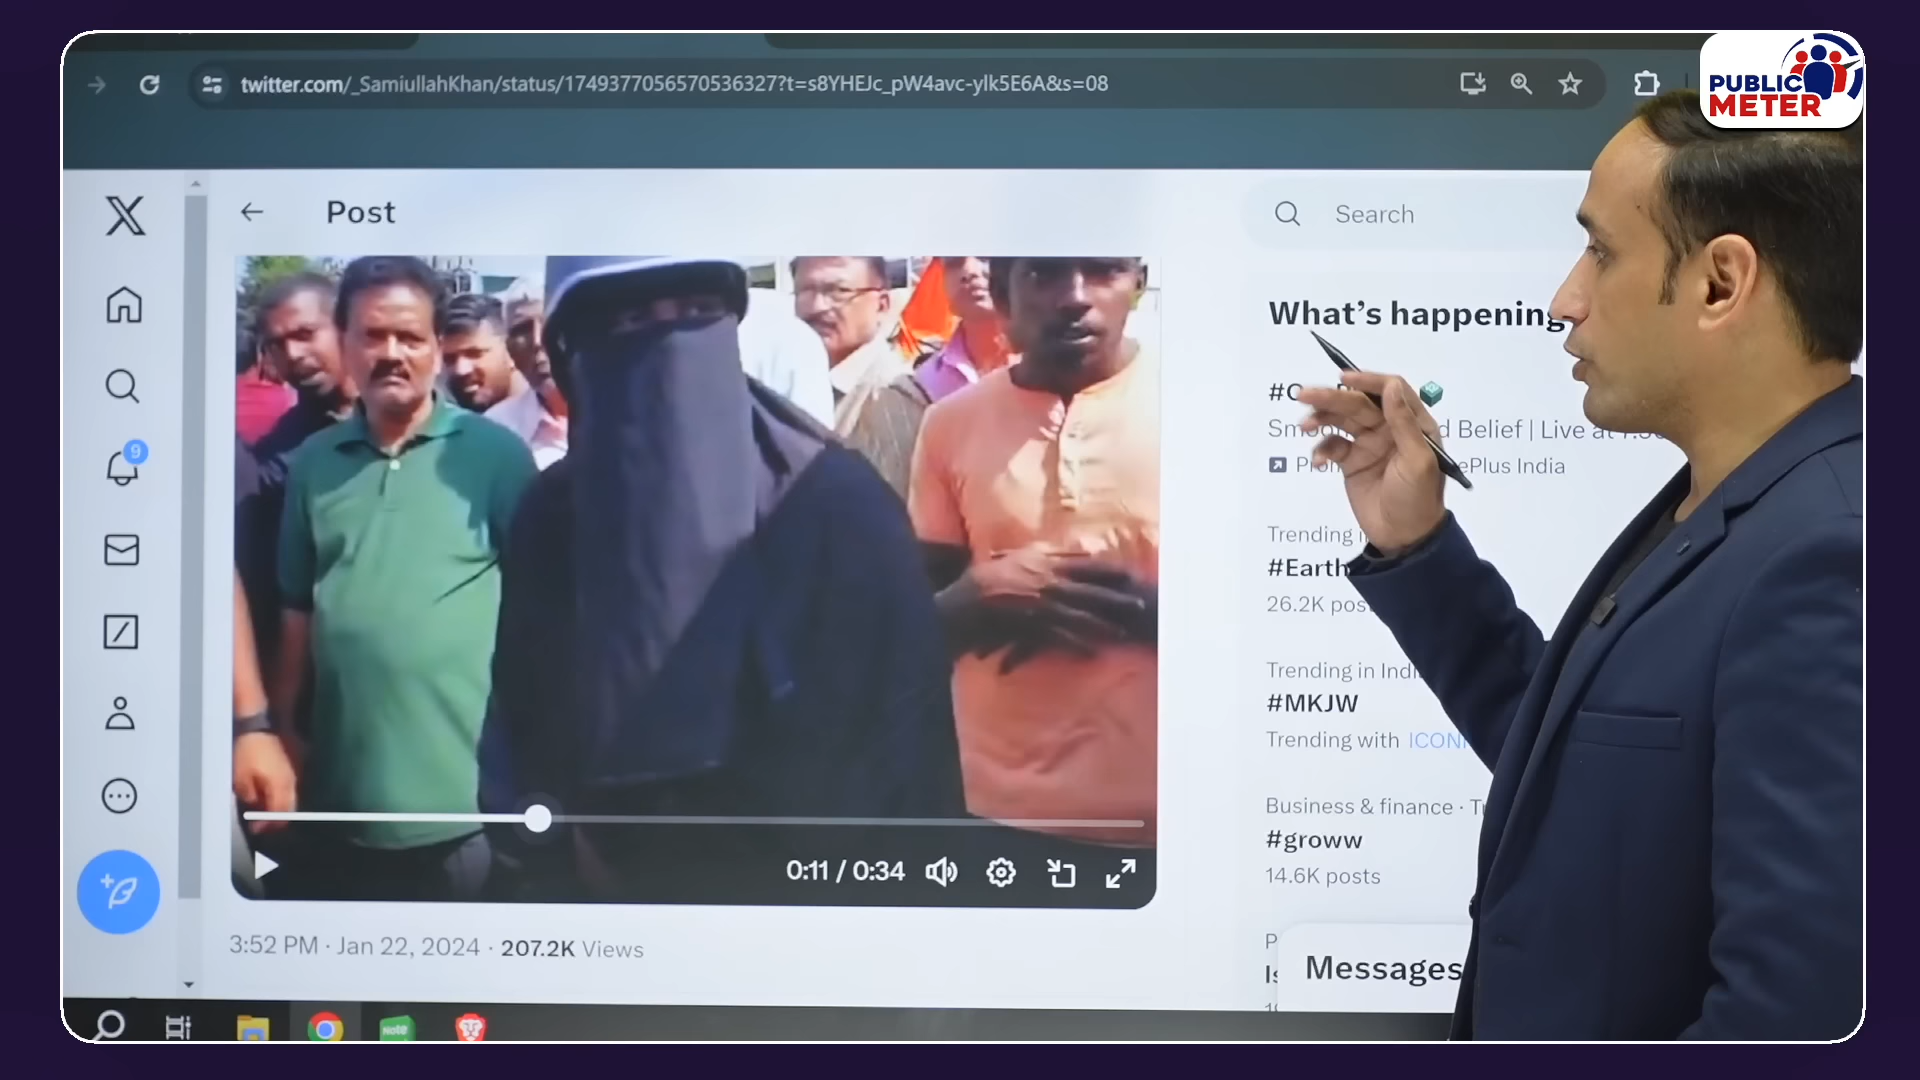 PUBLIC
METER
twitter.com/_SamiullahKhan/status/1749377056570536327?t=s8YHEJc_pW4avc-ylk5E6A&s=08
Post
Search
What's happening
9
d Belief | Live at
ePlus India
Trending
#Earth
26.2K
Trending in
#MKJW
Trending with
Business & finance ·
#groww
14.6K posts
0:11 / 0:34
3:52 PM · Jan 22, 2024 · 207.2K Views
Messages
Note